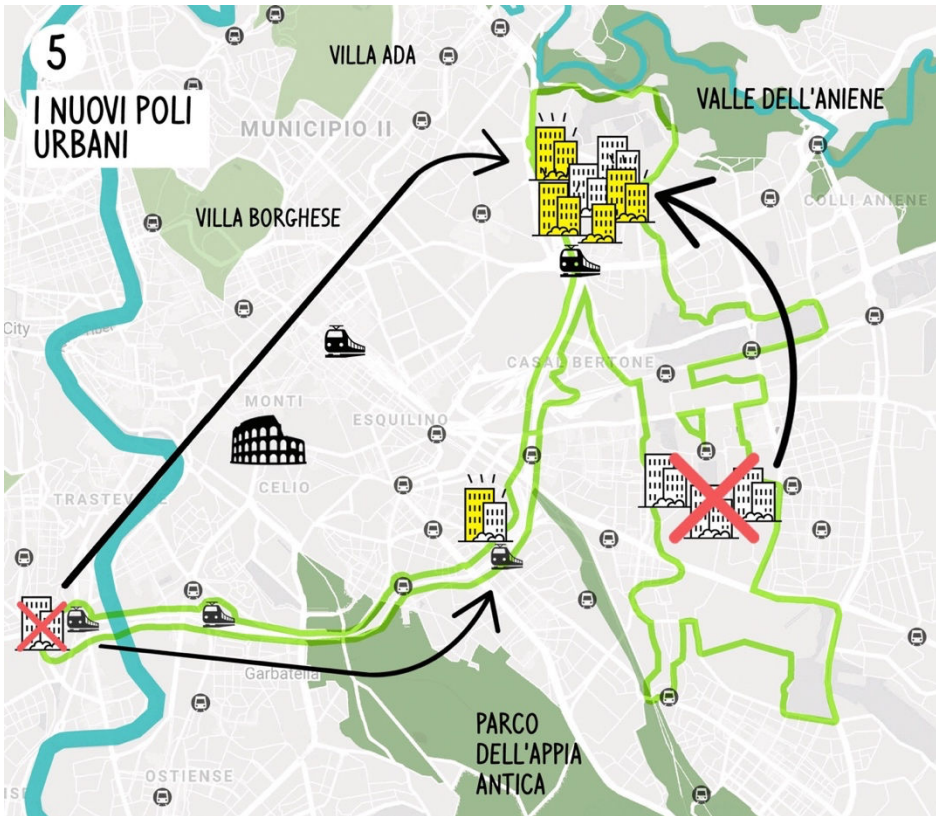 5
I NUOVI POLI
URBANI
VILLA ADA
VALLE DELL'ANIENE
MUNICIPIO II
COLLI ANIENE
VILLA BORGHESE
City
CASAL BERTONE
MONTI
ESQUILINO
CELIO
TRASTEVERE
Garbatella
PARCO
DELL'APPIA
ANTICA
OSTIENSE